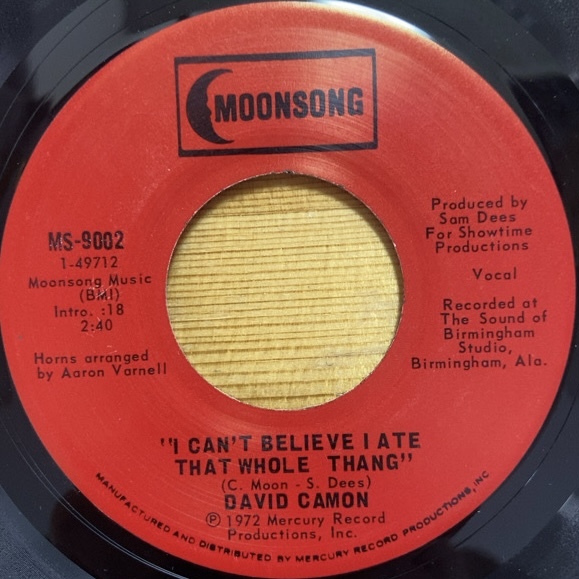 MOONSONG
MS-9002
1-49712
Moonsong Music
(BMI)
Intro. :18
2:40
Horns arranged
by Aaron Varnell
Produced by
Sam Dees
For Showtime
Productions
Vocal
Recorded at
The Sound of
Birmingham
Studio,
Birmingham, Ala.
"I CAN'T BELIEVE I ATE
THAT WHOLE THANG"
(C. Moon - S. Dees)
DAVID CAMON
℗ 1972 Mercury Record
Productions, Inc.
MANUFACTURED AND DISTRIBUTED BY MERCURY RECORD PRODUCTIONS, INC